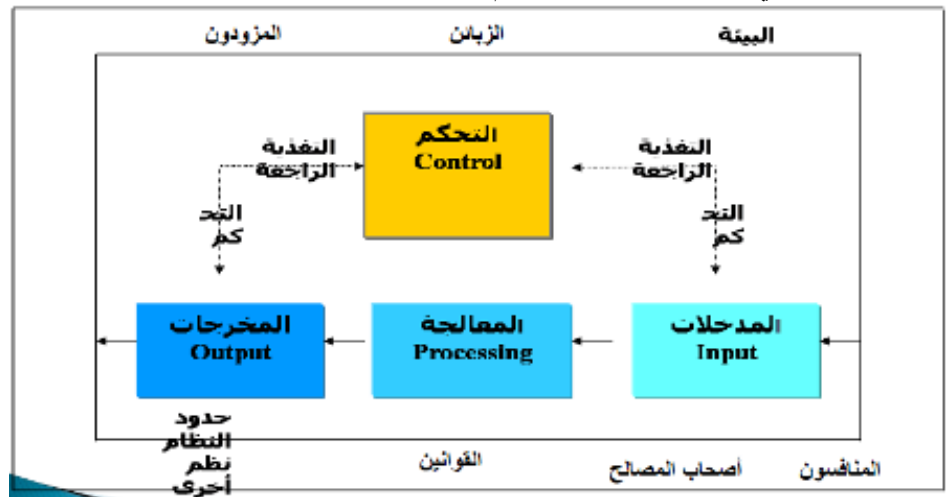 البيئة
الزبائن
المزودون
التحكم
Control
التغذية
الراجعة
التغذية
الراجعة
التح
كم
التح
كم
المدخلات
Input
المعالجة
Processing
المخرجات
Output
حدود
النظام
نظم
أخرى
القوانين
أصحاب المصالح
المنافسون